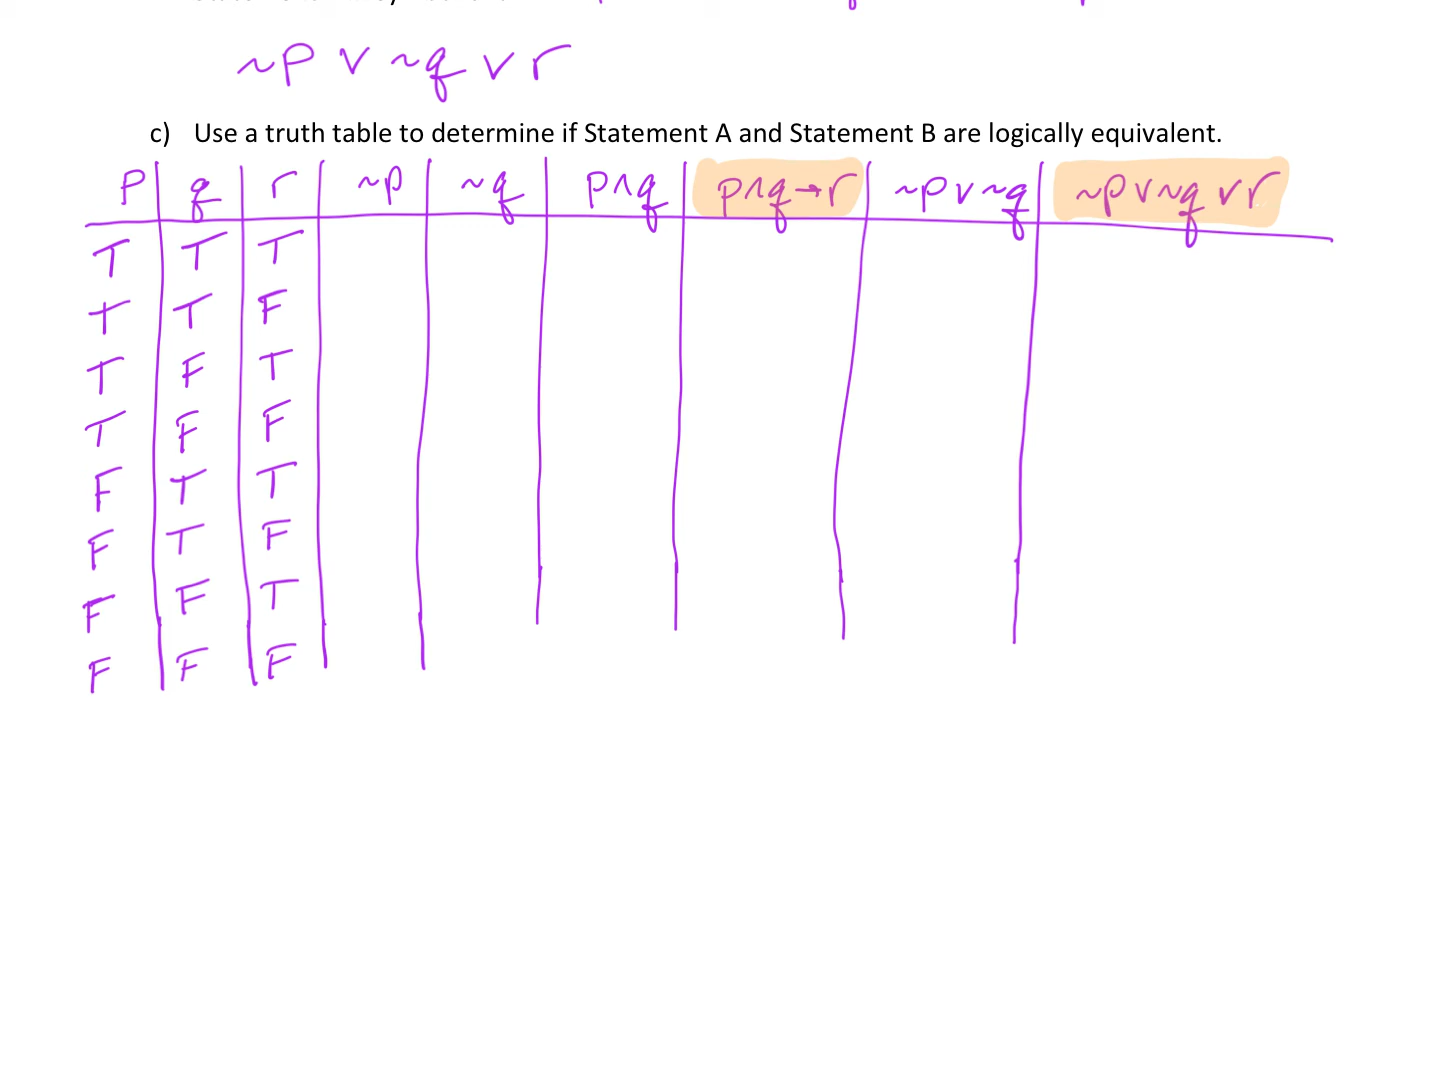 ~p ∨ ~q ∨ r
c) Use a truth table to determine if Statement A and Statement B are logically equivalent.
p q r ~p ~q p∧q p∧q→r ~p∨~q ~p∨~q∨r
T T T
T T F
T F T
T F F
F T T
F T F
F F T
F F F